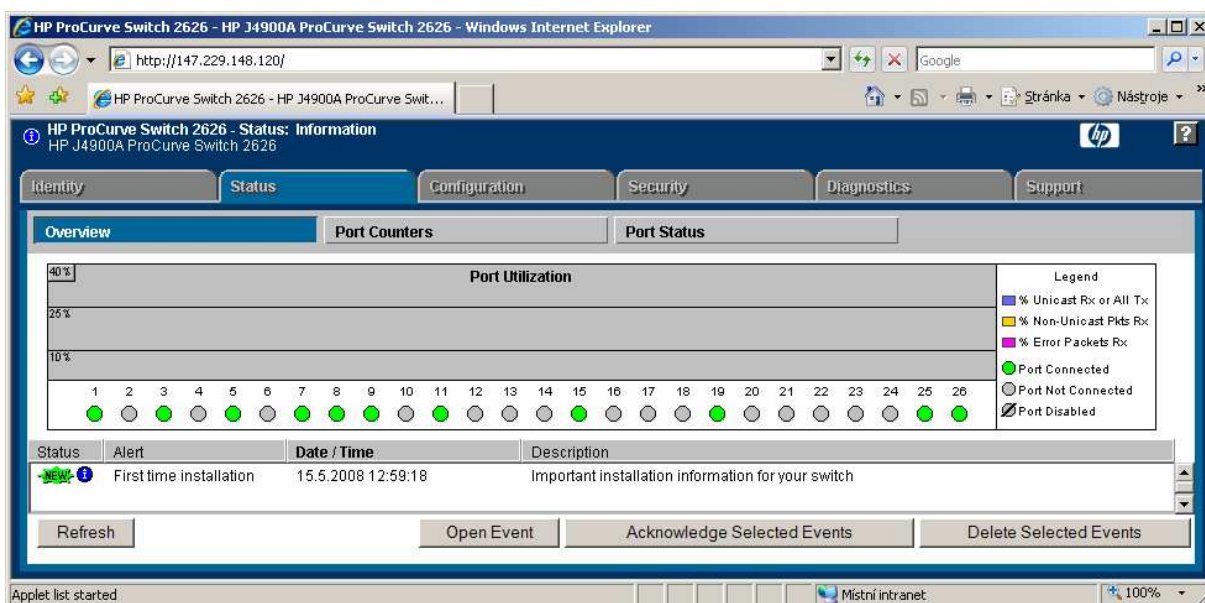 HP ProCurve Switch 2626 - HP J4900A ProCurve Switch 2626 - Windows Internet Explorer
http://147.229.148.120/
Google
HP ProCurve Switch 2626 - HP J4900A ProCurve Swit...
Stránka
Nástroje
HP ProCurve Switch 2626 - Status: Information
HP J4900A ProCurve Switch 2626
hp
?
Identity
Status
Configuration
Security
Diagnostics
Support
Overview
Port Counters
Port Status
Port Utilization
40 %
25 %
10 %
1 2 3 4 5 6 7 8 9 10 11 12 13 14 15 16 17 18 19 20 21 22 23 24 25 26
Legend
% Unicast Rx or All Tx
% Non-Unicast Pkts Rx
% Error Packets Rx
Port Connected
Port Not Connected
Port Disabled
Status Alert Date / Time Description
NEW First time installation 15.5.2008 12:59:18 Important installation information for your switch
Refresh
Open Event
Acknowledge Selected Events
Delete Selected Events
Applet list started
Místní intranet
100%